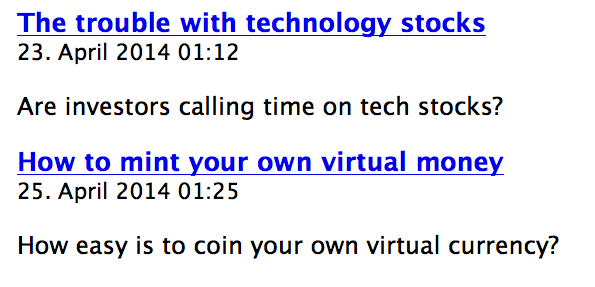 The trouble with technology stocks
23. April 2014 01:12
Are investors calling time on tech stocks?
How to mint your own virtual money
25. April 2014 01:25
How easy is to coin your own virtual currency?